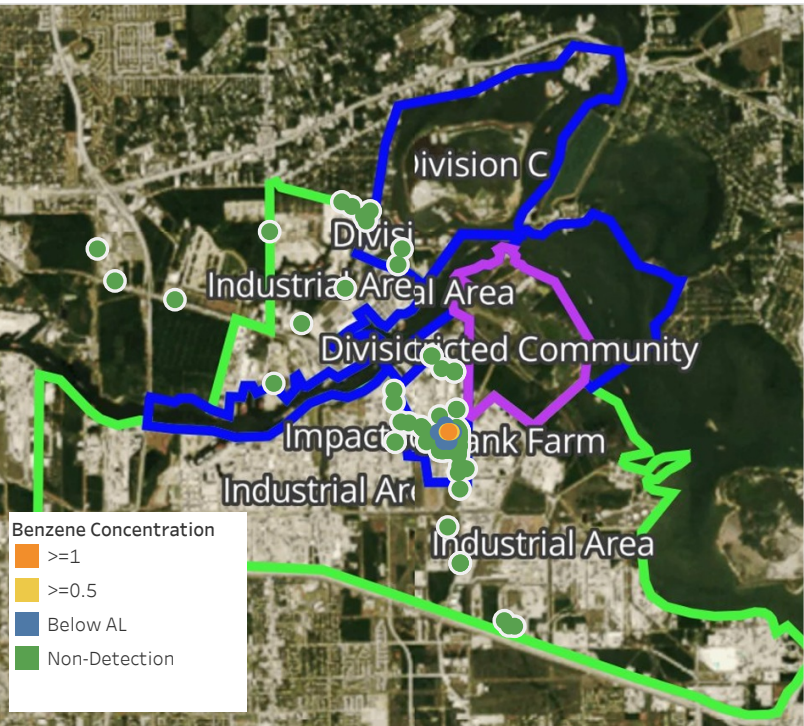 Division C
Divisi
Industrial Area
al Area
Divisi
tricted Community
Impact
ank Farm
Industrial Are
Industrial Area
Benzene Concentration
>=1
>=0.5
Below AL
Non-Detection